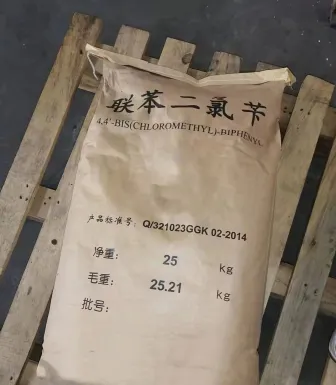 联苯二氯苄
4,4'-BIS(CHLOROMETHYL)-BIPHENYL
产品标准号: Q/321023GGK 02-2014
净重: 25 kg
毛重: 25.21 kg
批号: